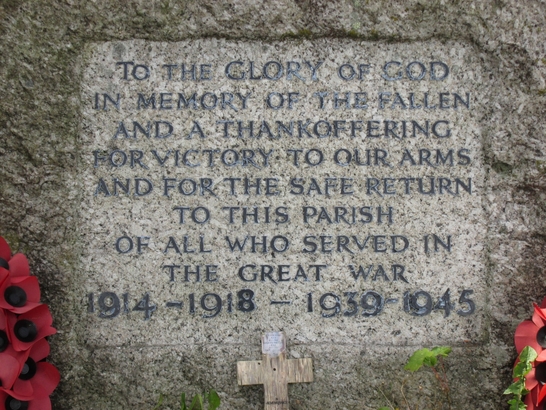 TO THE GLORY OF GOD
IN MEMORY OF THE FALLEN
AND A THANKOFFERING
FOR VICTORY TO OUR ARMS
AND FOR THE SAFE RETURN
TO THIS PARISH
OF ALL WHO SERVED IN
THE GREAT WAR
1914-1918 - 1939-1945